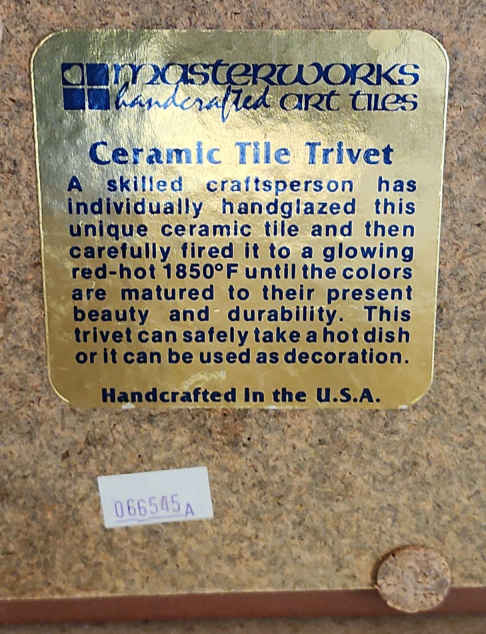 masterworks
handcrafted art tiles
Ceramic Tile Trivet
A skilled craftsperson has
individually handglazed this
unique ceramic tile and then
carefully fired it to a glowing
red-hot 1850°F until the colors
are matured to their present
beauty and durability. This
trivet can safely take a hot dish
or it can be used as decoration.
Handcrafted in the U.S.A.
066545A